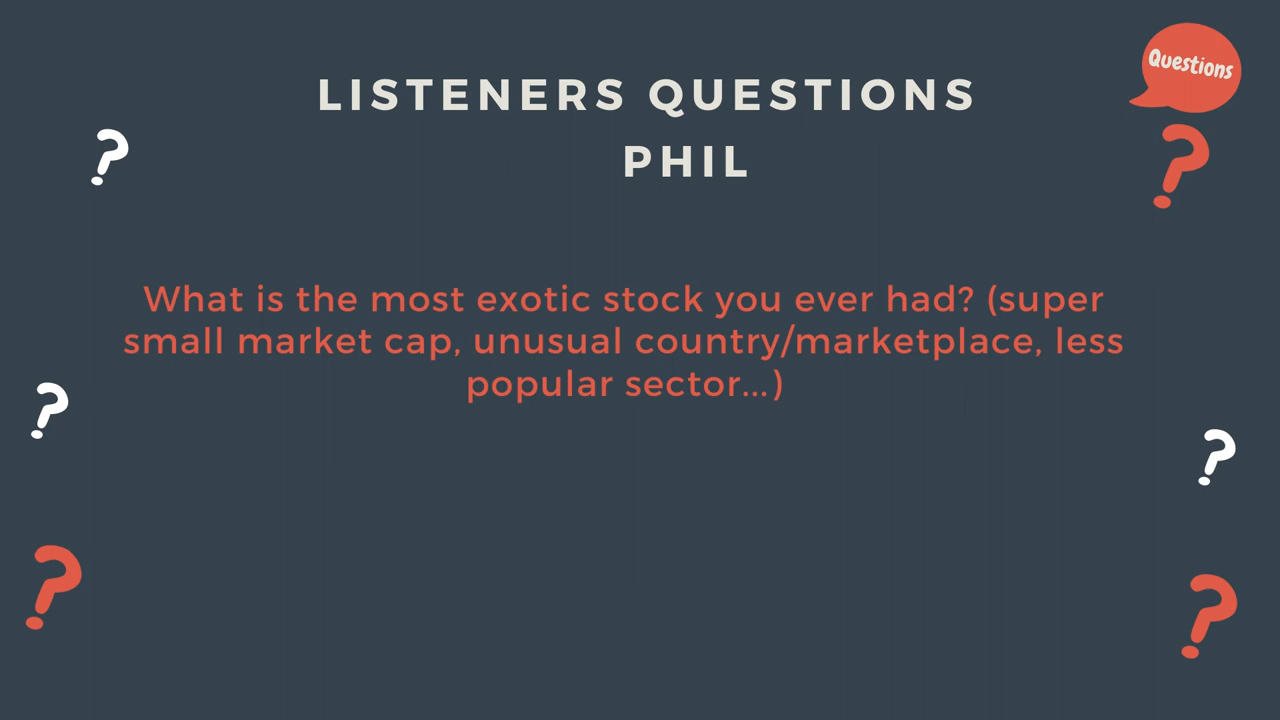 Questions
LISTENERS QUESTIONS
PHIL
What is the most exotic stock you ever had? (super
small market cap, unusual country/marketplace, less
popular sector...)